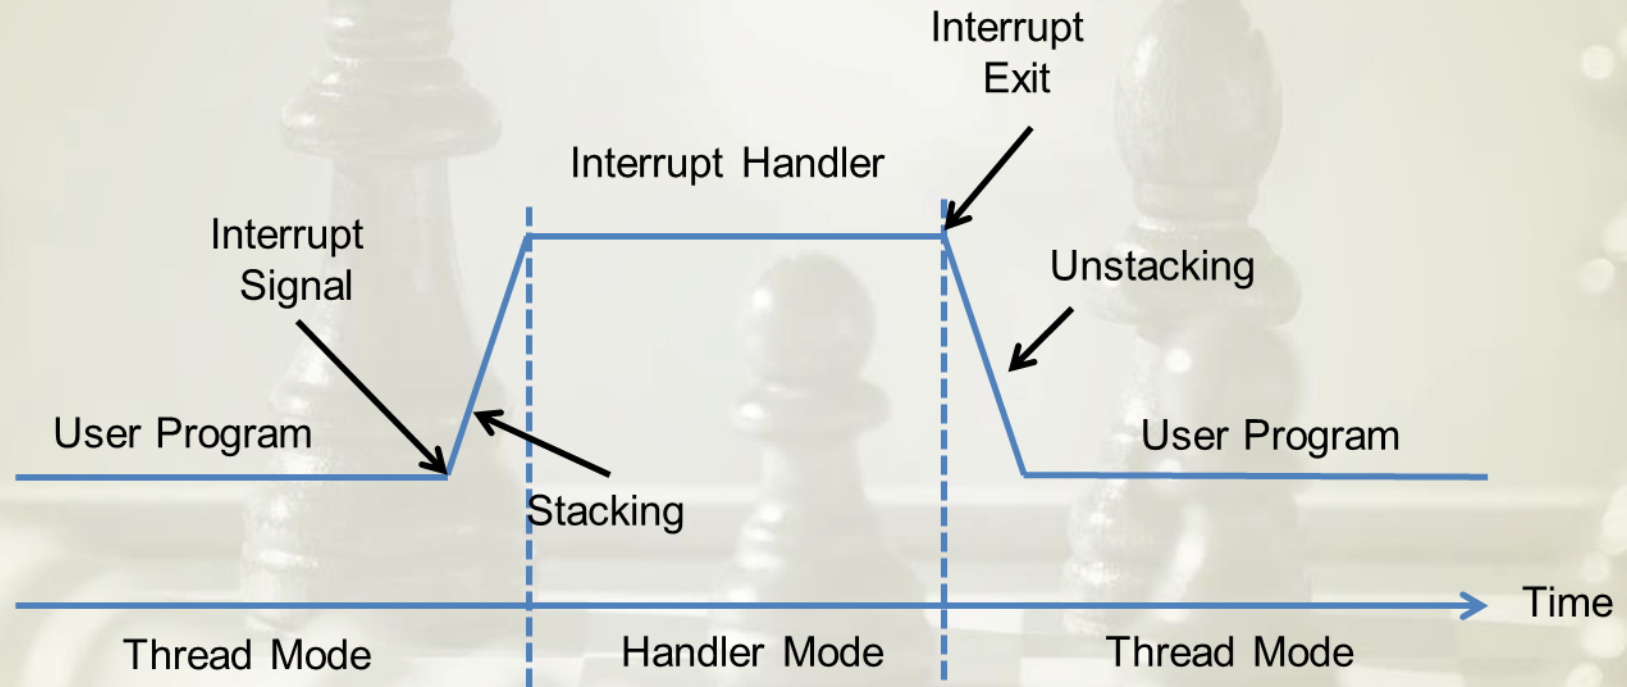 Interrupt
Exit
Interrupt Handler
Interrupt
Signal
Unstacking
User Program
User Program
Stacking
Time
Thread Mode
Handler Mode
Thread Mode